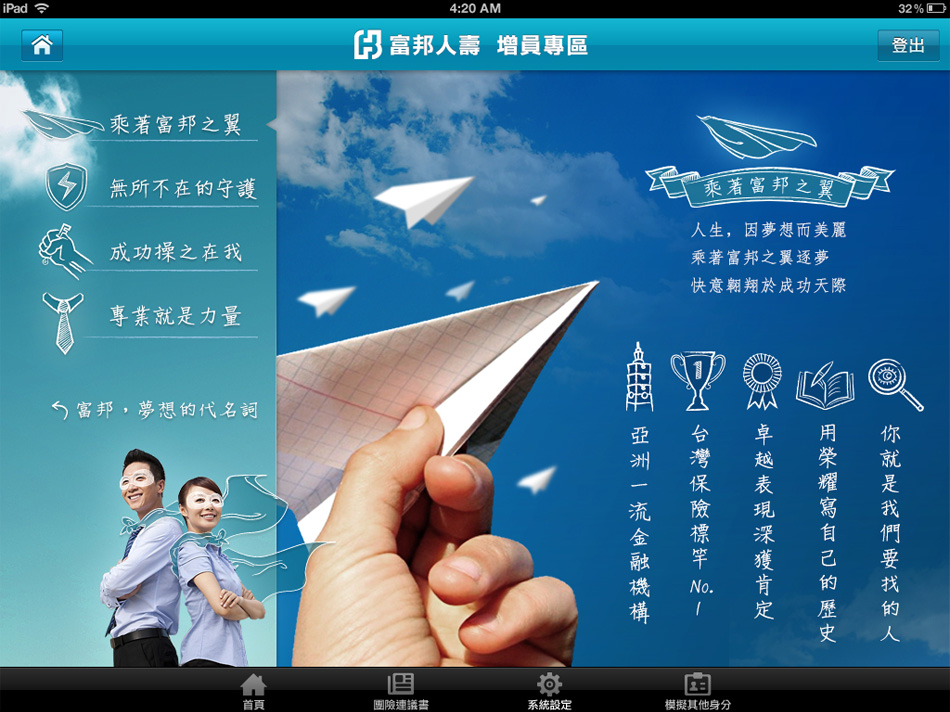 iPad
4:20 AM
32%
富邦人壽 增員專區
登出
乘著富邦之翼
無所不在的守護
成功操之在我
專業就是力量
富邦，夢想的代名詞
乘著富邦之翼
人生，因夢想而美麗
乘著富邦之翼逐夢
快意翱翔於成功天際
1
亞洲一流金融機構
台灣保險標竿 No.1
卓越表現深獲肯定
用榮耀寫自己的歷史
你就是我們要找的人
首頁
團險建議書
系統設定
模擬其他身分